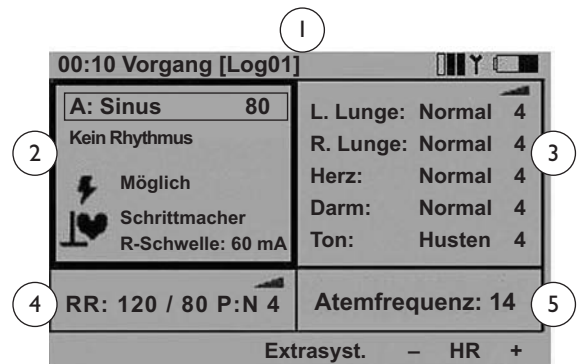 1
00:10 Vorgang [Log01]
2
A: Sinus 80
Kein Rhythmus
Möglich
Schrittmacher
R-Schwelle: 60 mA
3
L. Lunge: Normal 4
R. Lunge: Normal 4
Herz: Normal 4
Darm: Normal 4
Ton: Husten 4
4
RR: 120 / 80 P:N 4
Atemfrequenz: 14
5
Extrasyst. – HR +